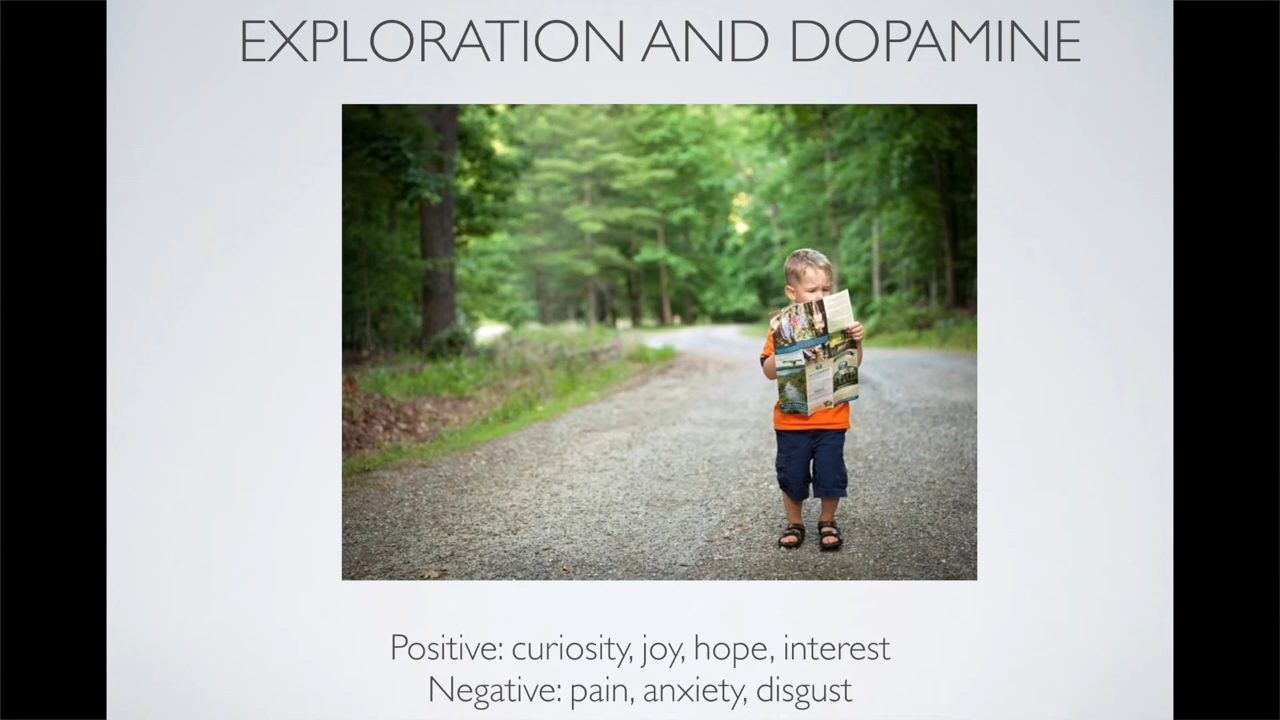 EXPLORATION AND DOPAMINE
Positive: curiosity, joy, hope, interest
Negative: pain, anxiety, disgust